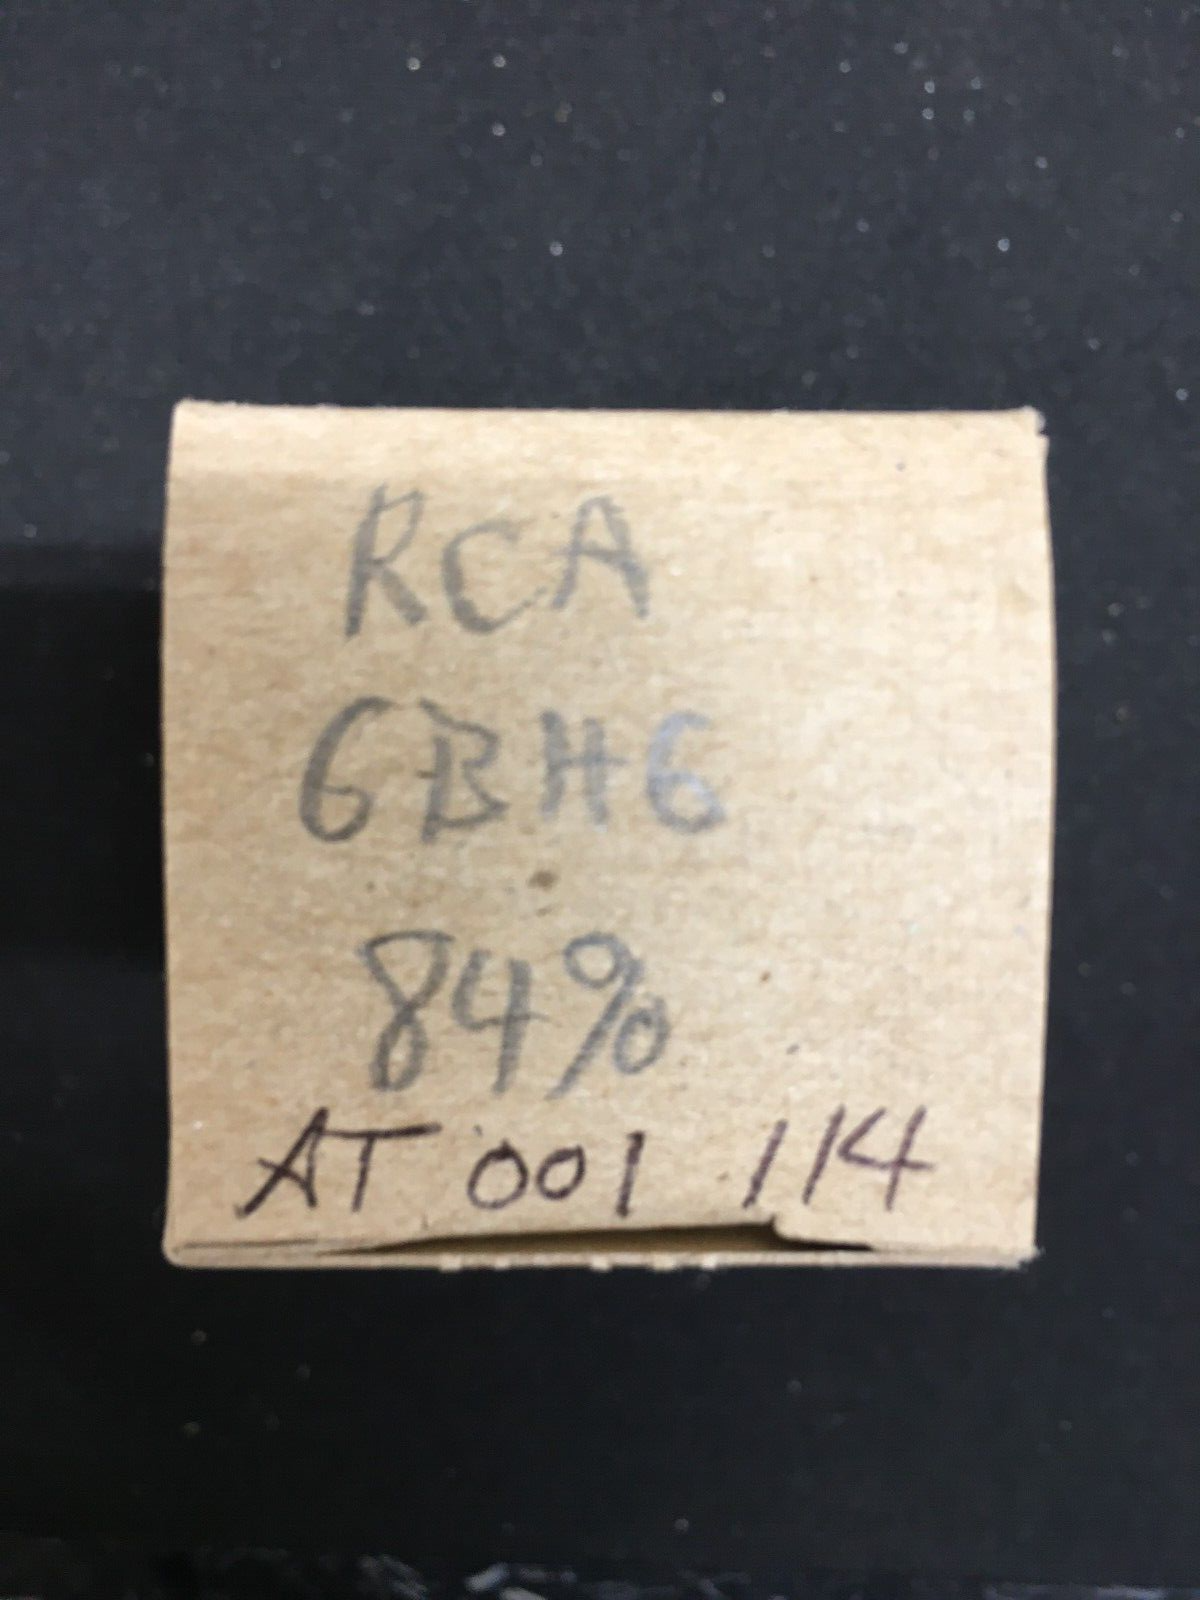 RCA
6BH6
84%
AT 001 114